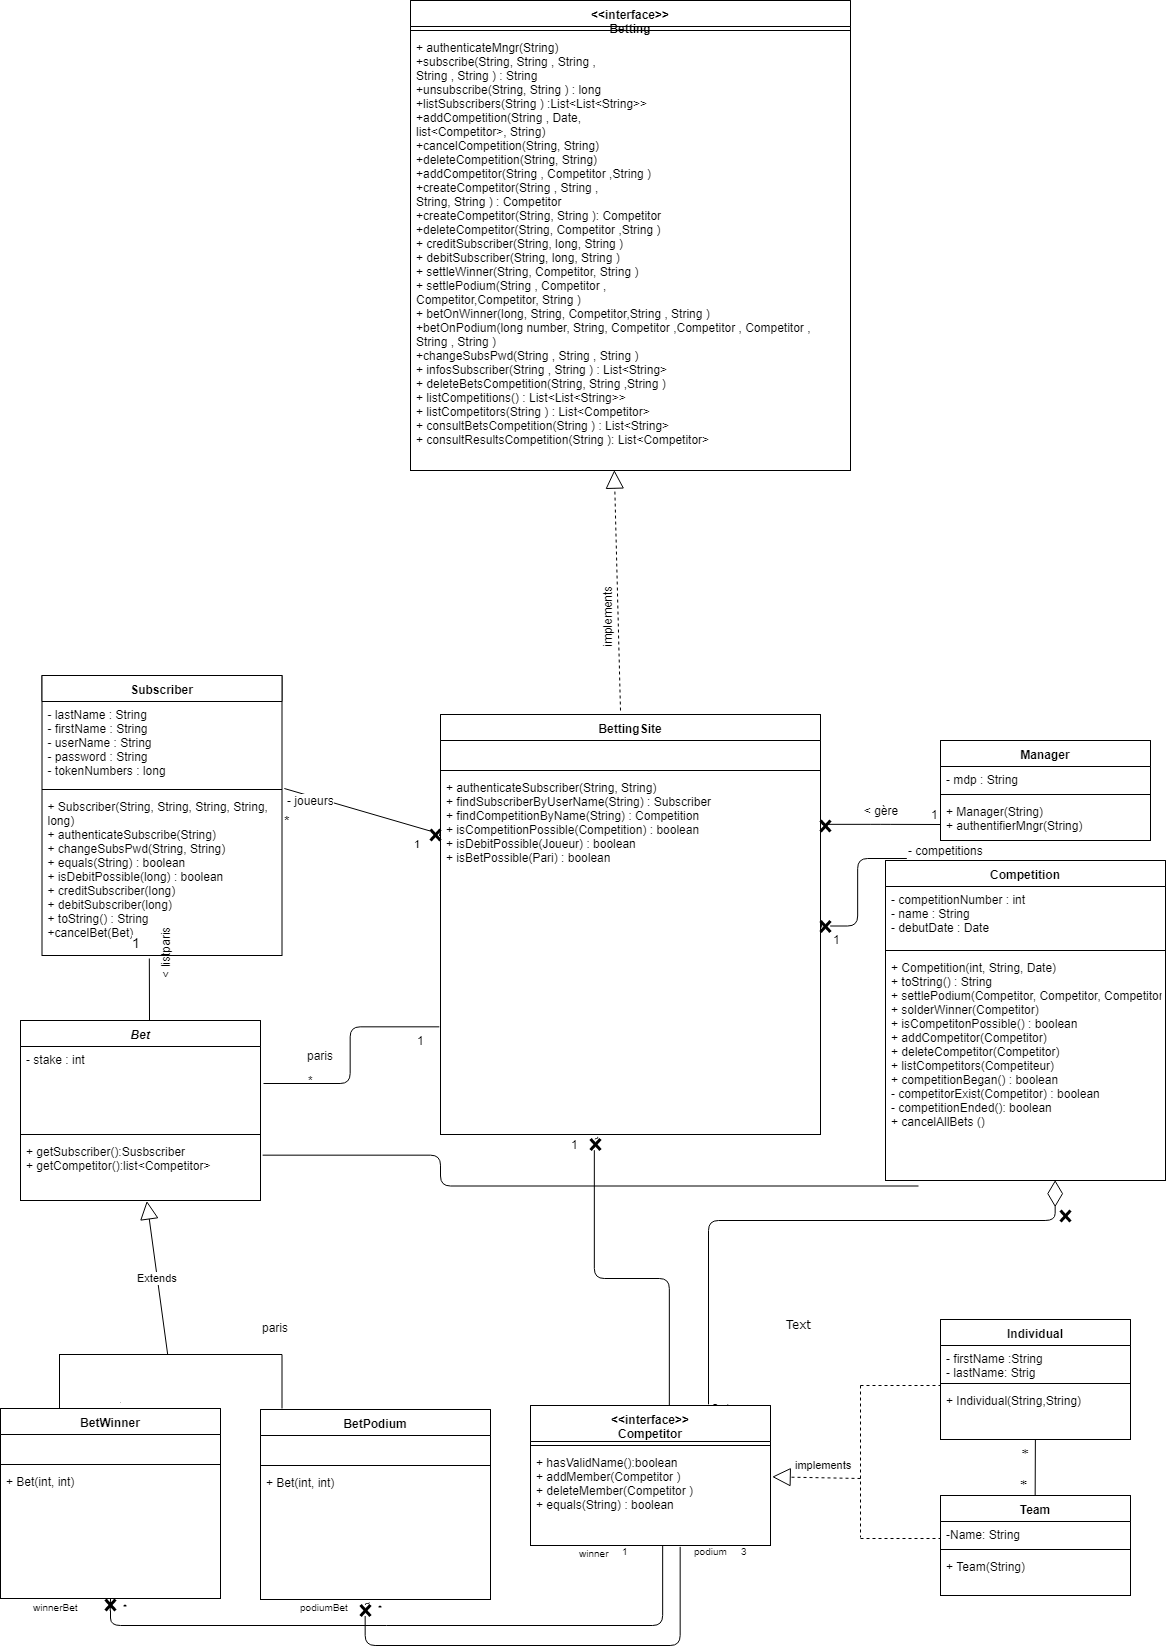 <<interface>>
Betting
+ authenticateMngr(String)
+subscribe(String, String , String ,
String , String ) : String
+unsubscribe(String, String ) : long
+listSubscribers(String ) :List<List<String>>
+addCompetition(String , Date,
list<Competitor>, String)
+cancelCompetition(String, String)
+deleteCompetition(String, String)
+addCompetitor(String , Competitor ,String )
+createCompetitor(String , String ,
String, String ) : Competitor
+createCompetitor(String, String ): Competitor
+deleteCompetitor(String, Competitor ,String )
+ creditSubscriber(String, long, String )
+ debitSubscriber(String, long, String )
+ settleWinner(String, Competitor, String )
+ settlePodium(String , Competitor ,
Competitor,Competitor, String )
+ betOnWinner(long, String, Competitor,String , String )
+betOnPodium(long number, String, Competitor ,Competitor , Competitor ,
String , String )
+changeSubsPwd(String , String , String )
+ infosSubscriber(String , String ) : List<String>
+ deleteBetsCompetition(String, String ,String )
+ listCompetitions() : List<List<String>>
+ listCompetitors(String ) : List<Competitor>
+ consultBetsCompetition(String ) : List<String>
+ consultResultsCompetition(String ): List<Competitor>
implements
Subscriber
- lastName : String
- firstName : String
- userName : String
- password : String
- tokenNumbers : long
+ Subscriber(String, String, String, String,
long)
+ authenticateSubscribe(String)
+ changeSubsPwd(String, String)
+ equals(String) : boolean
+ isDebitPossible(long) : boolean
+ creditSubscriber(long)
+ debitSubscriber(long)
+ toString() : String
+cancelBet(Bet)
1
< listparis
- joueurs
*
1
BettingSite
+ authenticateSubscriber(String, String)
+ findSubscriberByUserName(String) : Subscriber
+ findCompetitionByName(String) : Competition
+ isCompetitionPossible(Competition) : boolean
+ isDebitPossible(Joueur) : boolean
+ isBetPossible(Pari) : boolean
< gère
1
Manager
- mdp : String
+ Manager(String)
+ authentifierMngr(String)
- competitions
1
Competition
- competitionNumber : int
- name : String
- debutDate : Date
+ Competition(int, String, Date)
+ toString() : String
+ settlePodium(Competitor, Competitor, Competitor
+ solderWinner(Competitor)
+ isCompetitonPossible() : boolean
+ addCompetitor(Competitor)
+ deleteCompetitor(Competitor)
+ listCompetitors(Competiteur)
+ competitionBegan() : boolean
- competitorExist(Competitor) : boolean
- competitionEnded(): boolean
+ cancelAllBets ()
Bet
- stake : int
+ getSubscriber():Susbscriber
+ getCompetitor():list<Competitor>
paris
*
1
1
Extends
paris
Text
BetWinner
+ Bet(int, int)
BetPodium
+ Bet(int, int)
<<interface>>
Competitor
+ hasValidName():boolean
+ addMember(Competitor )
+ deleteMember(Competitor )
+ equals(String) : boolean
implements
Individual
- firstName :String
- lastName: Strig
+ Individual(String,String)
*
*
Team
-Name: String
+ Team(String)
winner
1
podium
3
winnerBet
*
podiumBet
*